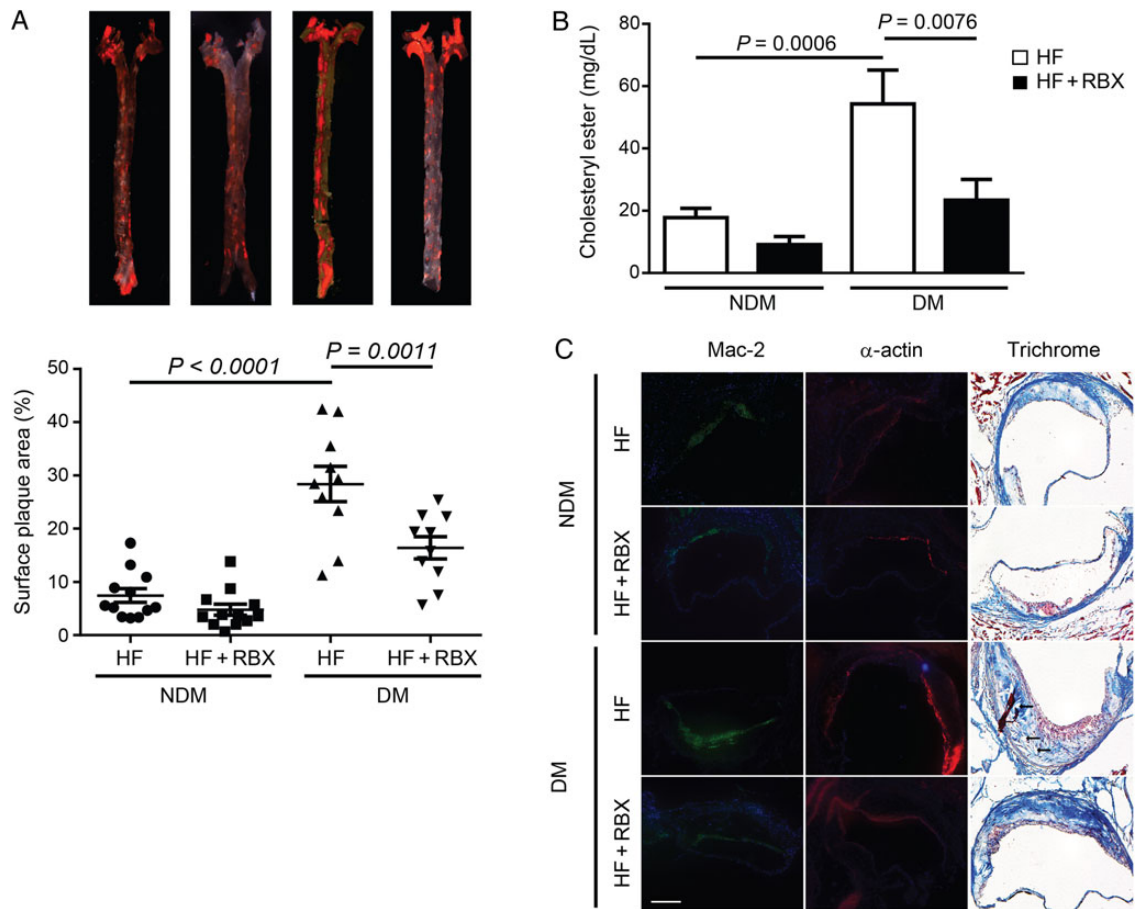 A
50
40
30
20
10
0
Surface plaque area (%)
P < 0.0001
P = 0.0011
HF
HF + RBX
HF
HF + RBX
NDM
DM
B
80
60
40
20
0
Cholesteryl ester (mg/dL)
P = 0.0006
P = 0.0076
HF
HF + RBX
NDM
DM
C
Mac-2
α-actin
Trichrome
NDM
HF
HF + RBX
DM
HF
HF + RBX